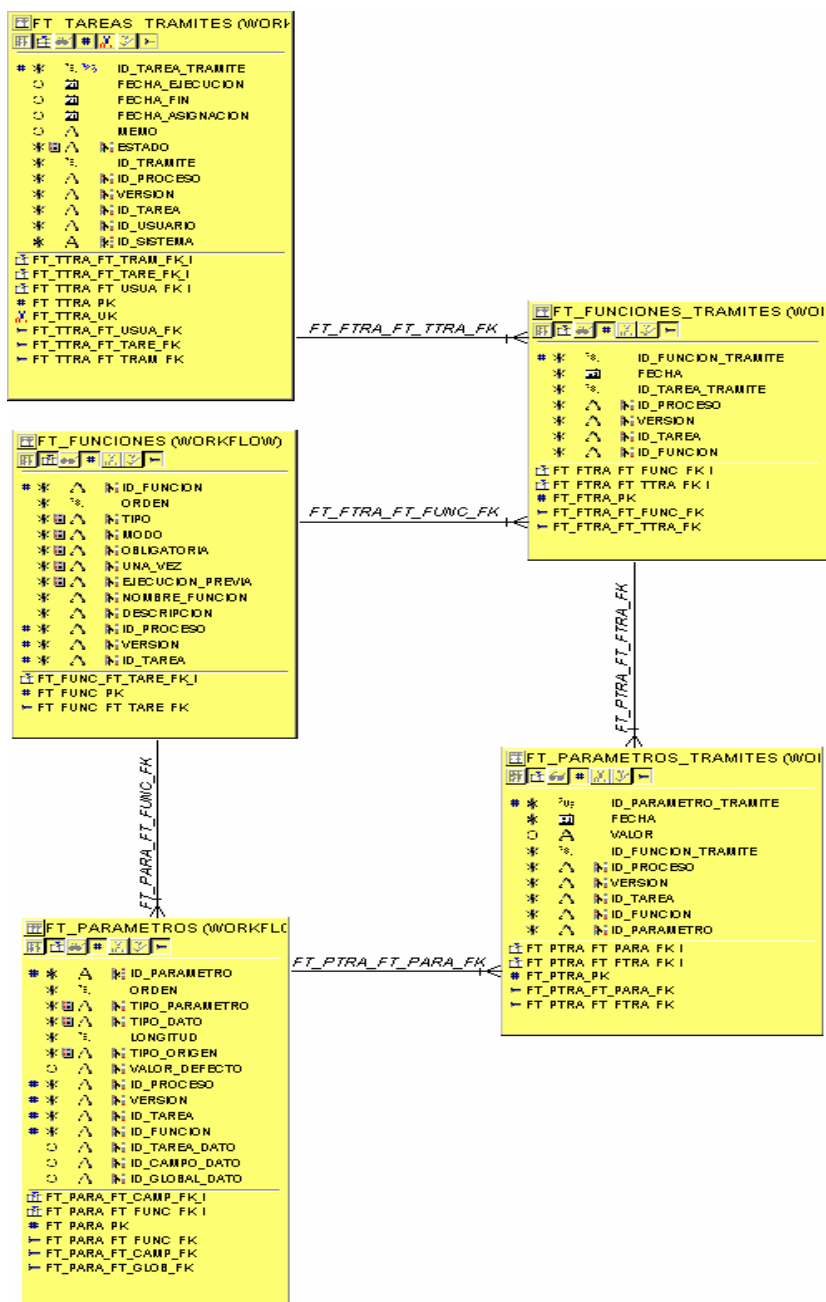 FT_TAREAS_TRAMITES (WORK
ID_TAREA_TRAMITE
FECHA_EJECUCION
FECHA_FIN
FECHA_ASIGNACION
MEMO
ESTADO
ID_TRAMITE
ID_PROCESO
VERSION
ID_TAREA
ID_USUARIO
ID_SISTEMA
FT_TTRA_FT_TRAM_FK_I
FT_TTRA_FT_TARE_FK_I
FT_TTRA_FT_USUA_FK_I
FT_TTRA_PK
FT_TTRA_UK
FT_TTRA_FT_USUA_FK
FT_TTRA_FT_TARE_FK
FT_TTRA_FT_TRAM_FK
FT_FTRA_FT_TTRA_FK
FT_FUNCIONES_TRAMITES (WOI
ID_FUNCION_TRAMITE
FECHA
ID_TAREA_TRAMITE
ID_PROCESO
VERSION
ID_TAREA
ID_FUNCION
FT_FTRA_FT_FUNC_FK_I
FT_FTRA_FT_TTRA_FK_I
FT_FTRA_PK
FT_FTRA_FT_FUNC_FK
FT_FTRA_FT_TTRA_FK
FT_FUNCIONES (WORKFLOW)
ID_FUNCION
ORDEN
TIPO
MODO
OBLIGATORIA
UNA_VEZ
EJECUCION_PREVIA
NOMBRE_FUNCION
DESCRIPCION
ID_PROCESO
VERSION
ID_TAREA
FT_FUNC_FT_TARE_FK_I
FT_FUNC_PK
FT_FUNC_FT_TARE_FK
FT_FTRA_FT_FUNC_FK
FT_PTRA_FT_FTRA_FK
FT_PARA_FT_FUNC_FK
FT_PARAMETROS_TRAMITES (WOI
ID_PARAMETRO_TRAMITE
FECHA
VALOR
ID_FUNCION_TRAMITE
ID_PROCESO
VERSION
ID_TAREA
ID_FUNCION
ID_PARAMETRO
FT_PTRA_FT_PARA_FK_I
FT_PTRA_FT_FTRA_FK_I
FT_PTRA_PK
FT_PTRA_FT_PARA_FK
FT_PTRA_FT_FTRA_FK
FT_PARAMETROS (WORKFLC
ID_PARAMETRO
ORDEN
TIPO_PARAMETRO
TIPO_DATO
LONGITUD
TIPO_ORIGEN
VALOR_DEFECTO
ID_PROCESO
VERSION
ID_TAREA
ID_FUNCION
ID_TAREA_DATO
ID_CAMPO_DATO
ID_GLOBAL_DATO
FT_PARA_FT_CAMP_FK_I
FT_PARA_FT_FUNC_FK_I
FT_PARA_PK
FT_PARA_FT_FUNC_FK
FT_PARA_FT_CAMP_FK
FT_PARA_FT_GLOB_FK
FT_PTRA_FT_PARA_FK